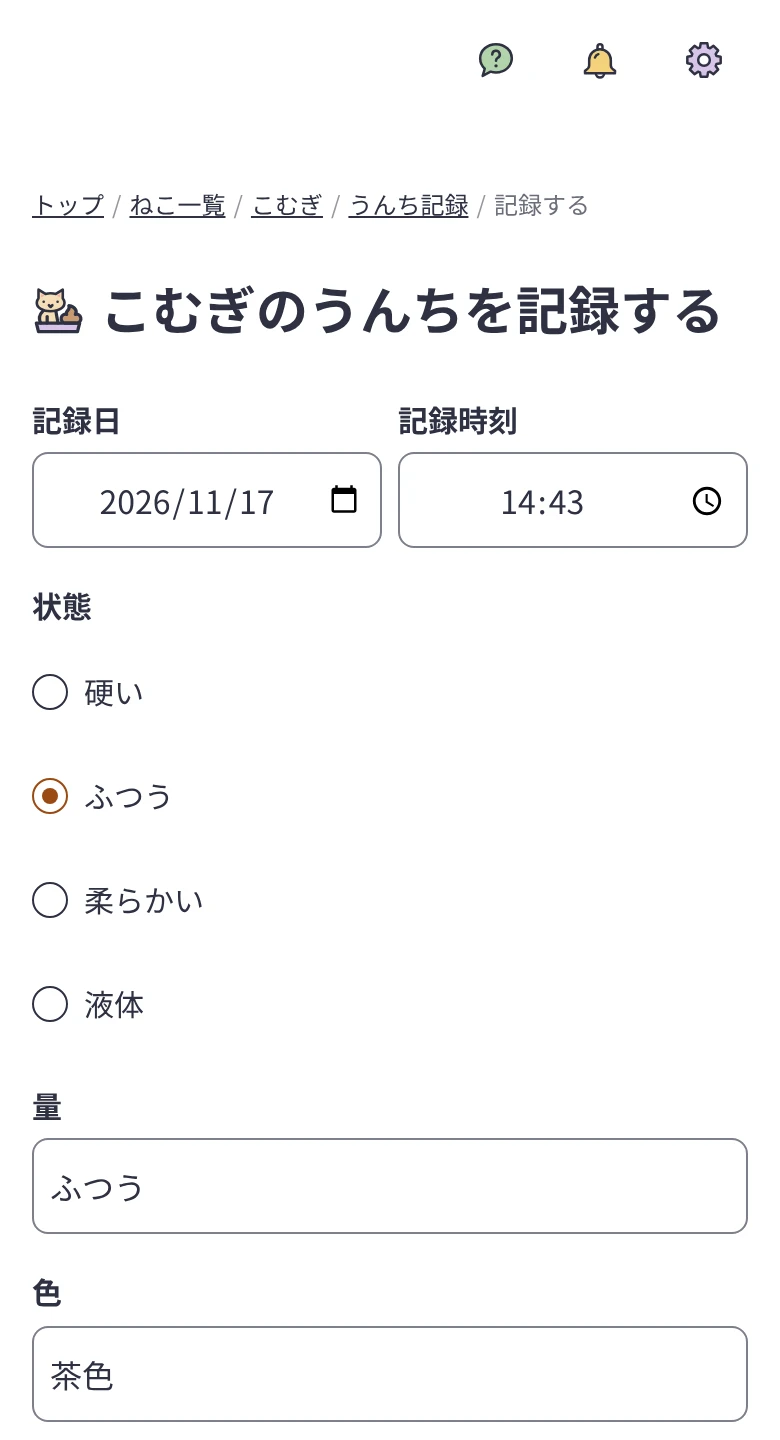 トップ / ねこ一覧 / こむぎ / うんち記録 / 記録する
こむぎのうんちを記録する
記録日 記録時刻
2026/11/17 14:43
状態
硬い
ふつう
柔らかい
液体
量
ふつう
色
茶色